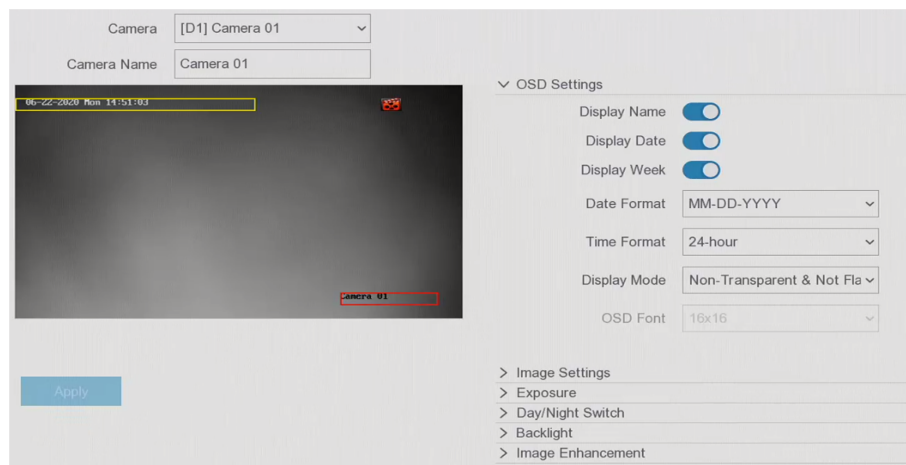 Camera [D1] Camera 01
Camera Name Camera 01
06-22-2020 Mon 14:51:03
Camera 01
Apply
OSD Settings
Display Name
Display Date
Display Week
Date Format MM-DD-YYYY
Time Format 24-hour
Display Mode Non-Transparent & Not Fla
OSD Font 16x16
Image Settings
Exposure
Day/Night Switch
Backlight
Image Enhancement